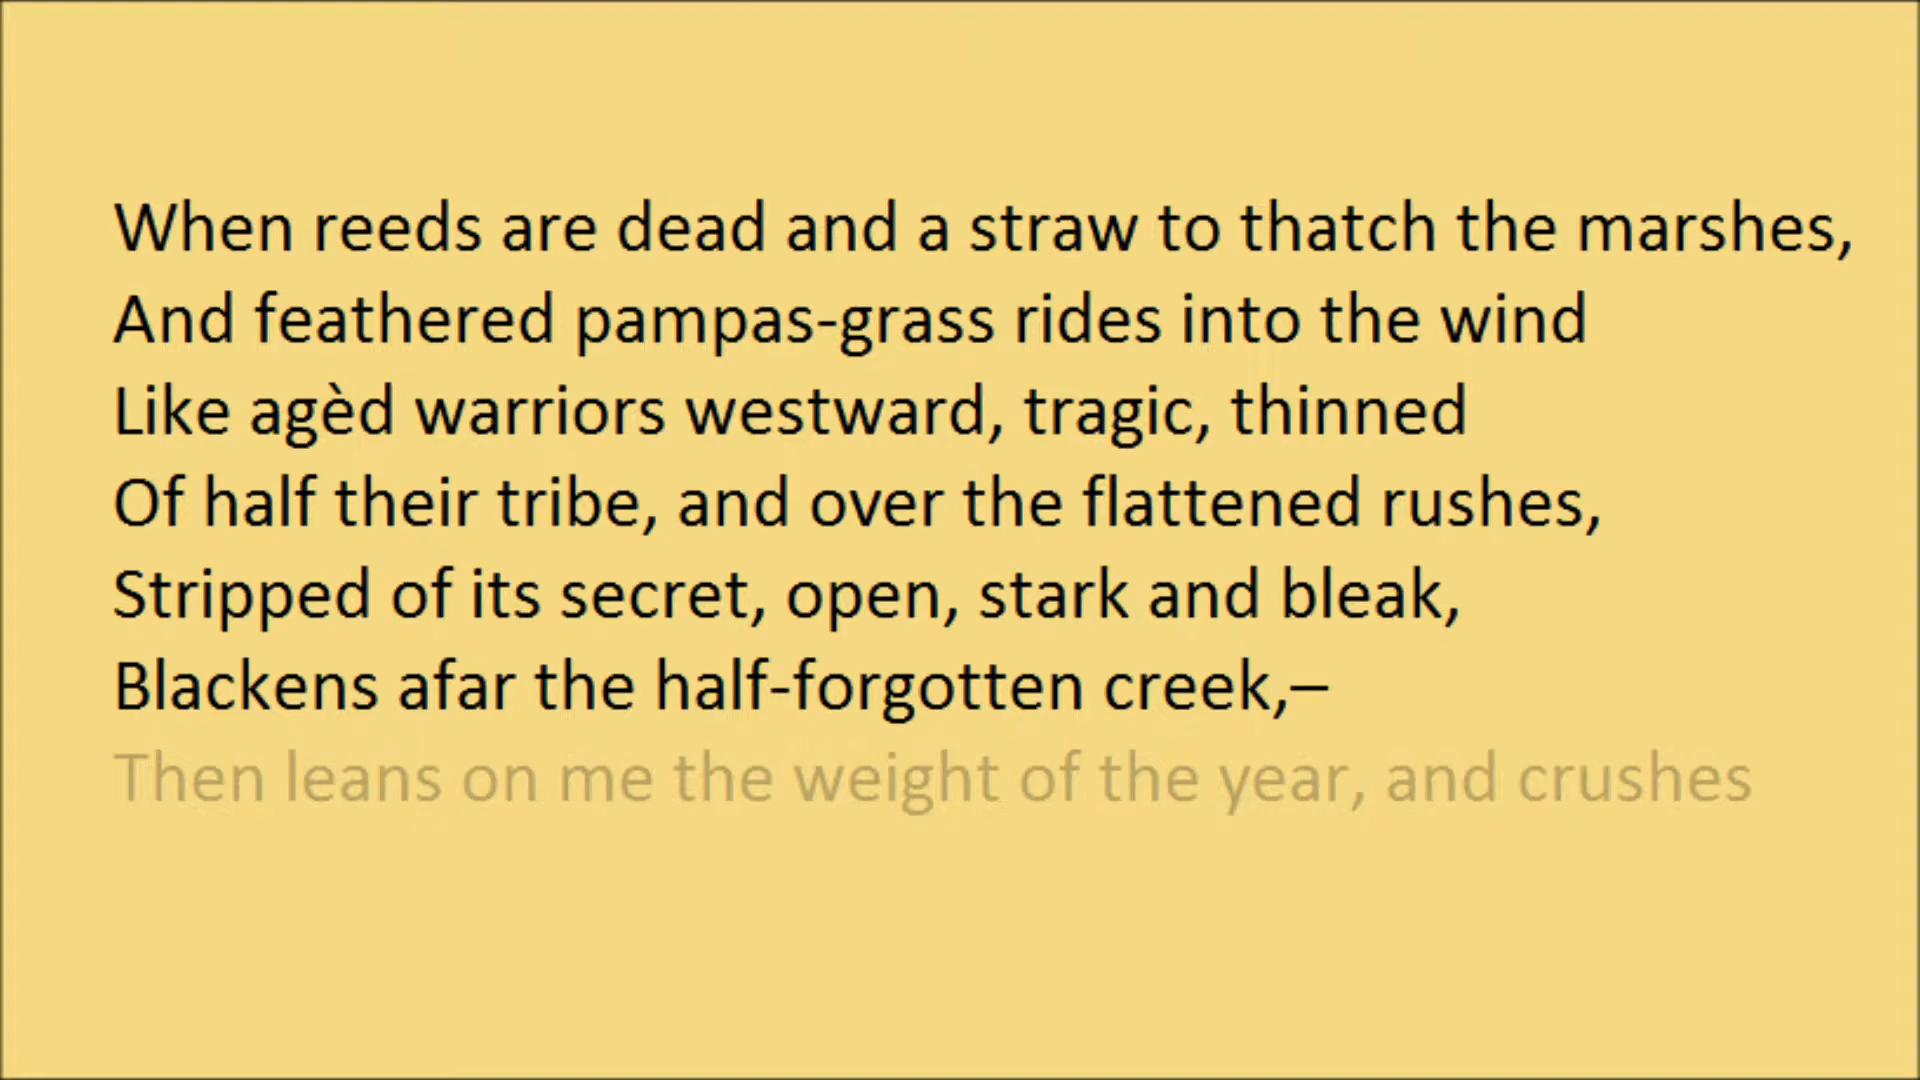 When reeds are dead and a straw to thatch the marshes,
And feathered pampas-grass rides into the wind
Like agèd warriors westward, tragic, thinned
Of half their tribe, and over the flattened rushes,
Stripped of its secret, open, stark and bleak,
Blackens afar the half-forgotten creek,–
Then leans on me the weight of the year, and crushes